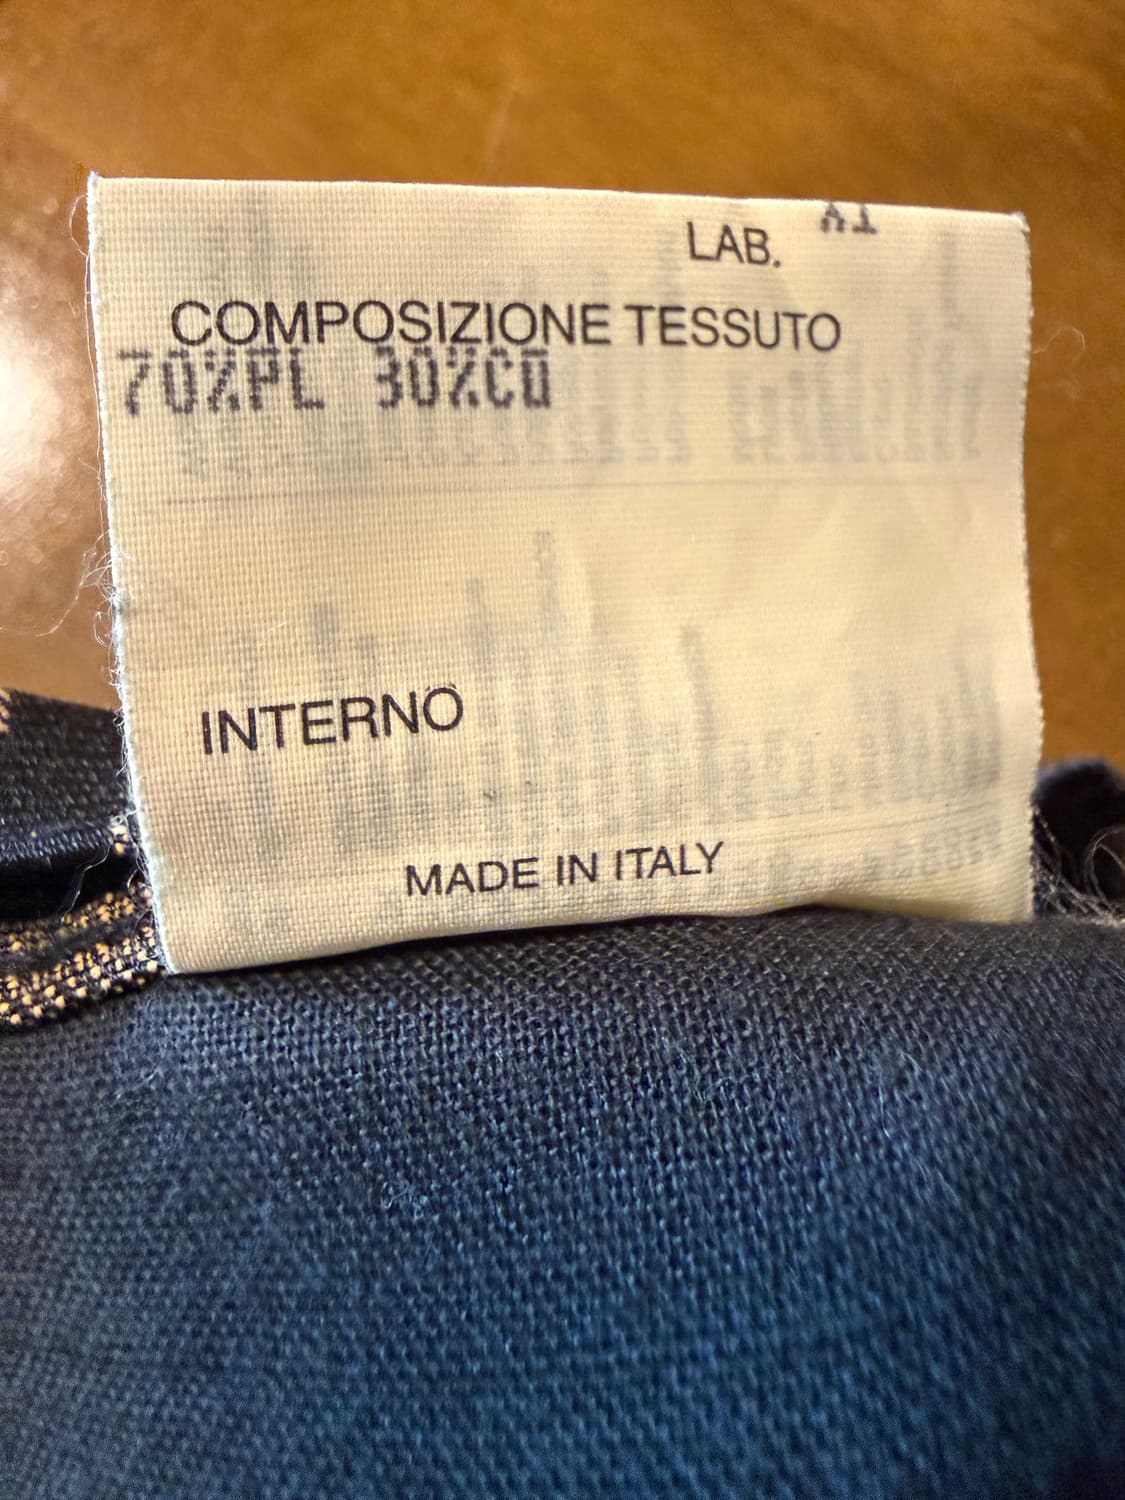 LAB.
COMPOSIZIONE TESSUTO
70%PL 30%CO
INTERNO
MADE IN ITALY